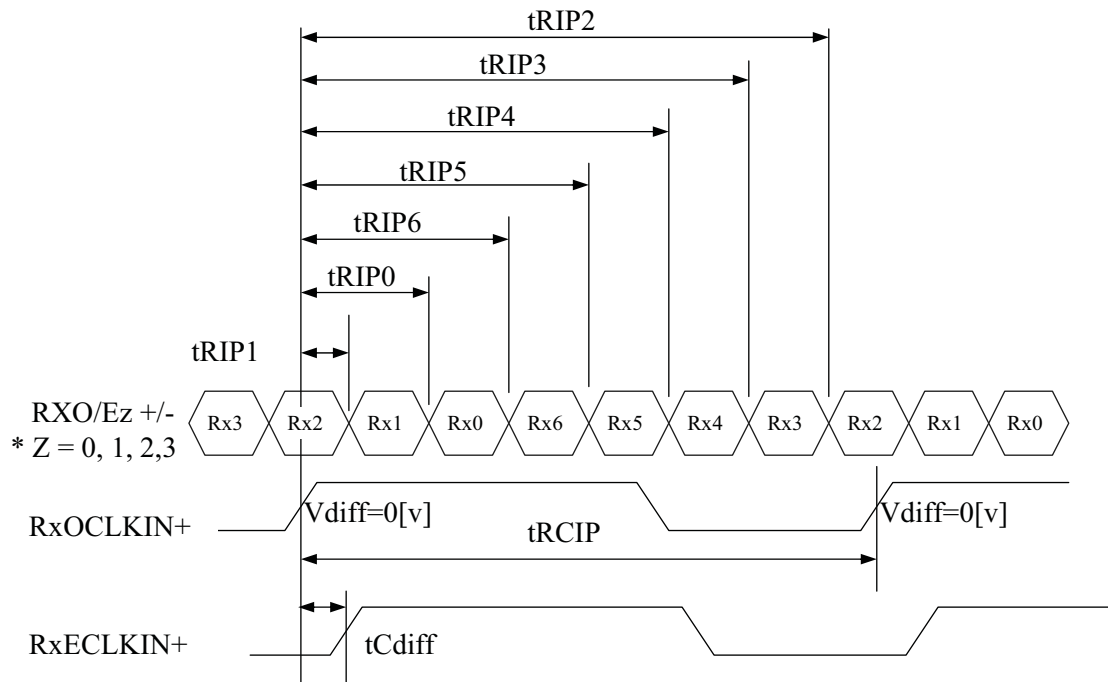 tRIP2
tRIP3
tRIP4
tRIP5
tRIP6
tRIP0
tRIP1
RXO/Ez +/-
* Z = 0, 1, 2,3
Rx3 Rx2 Rx1 Rx0 Rx6 Rx5 Rx4 Rx3 Rx2 Rx1 Rx0
RxOCLKIN+
Vdiff=0[v] Vdiff=0[v]
tRCIP
RxECLKIN+
tCdiff